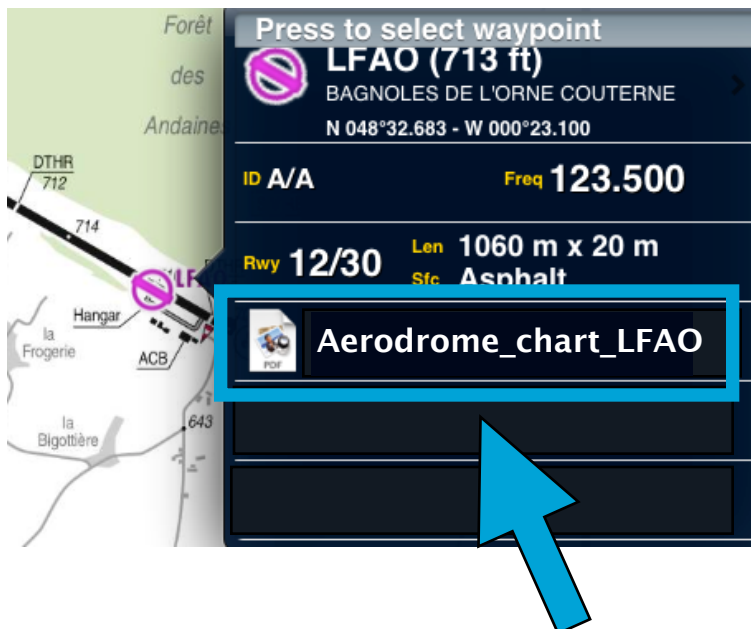 Forêt
des
Andaine
DTHR
712
714
LF
Hangar
la
Frogerie
ACB
la
Bigottière
643
Press to select waypoint
LFAO (713 ft)
BAGNOLES DE L'ORNE COUTERNE
N 048°32.683 - W 000°23.100
ID A/A Freq 123.500
Rwy 12/30 Len 1060 m x 20 m
Sfc Asphalt
PDF Aerodrome_chart_LFAO